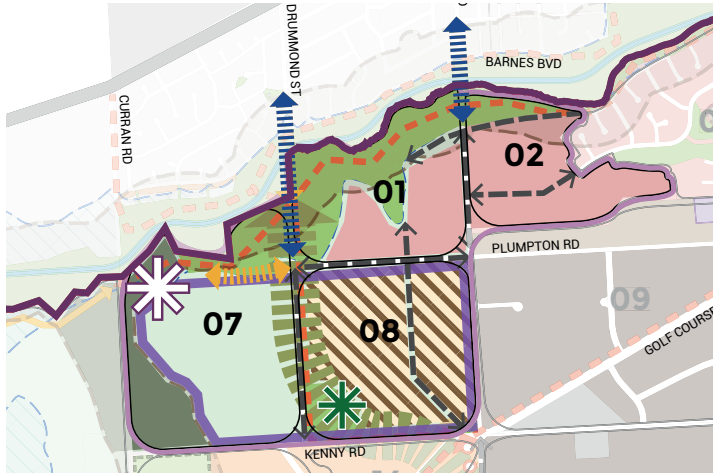 DRUMMOND ST
BARNES BVD
CURRAN RD
02
01
PLUMPTON RD
09
07
08
GOLF COURSE
KENNY RD